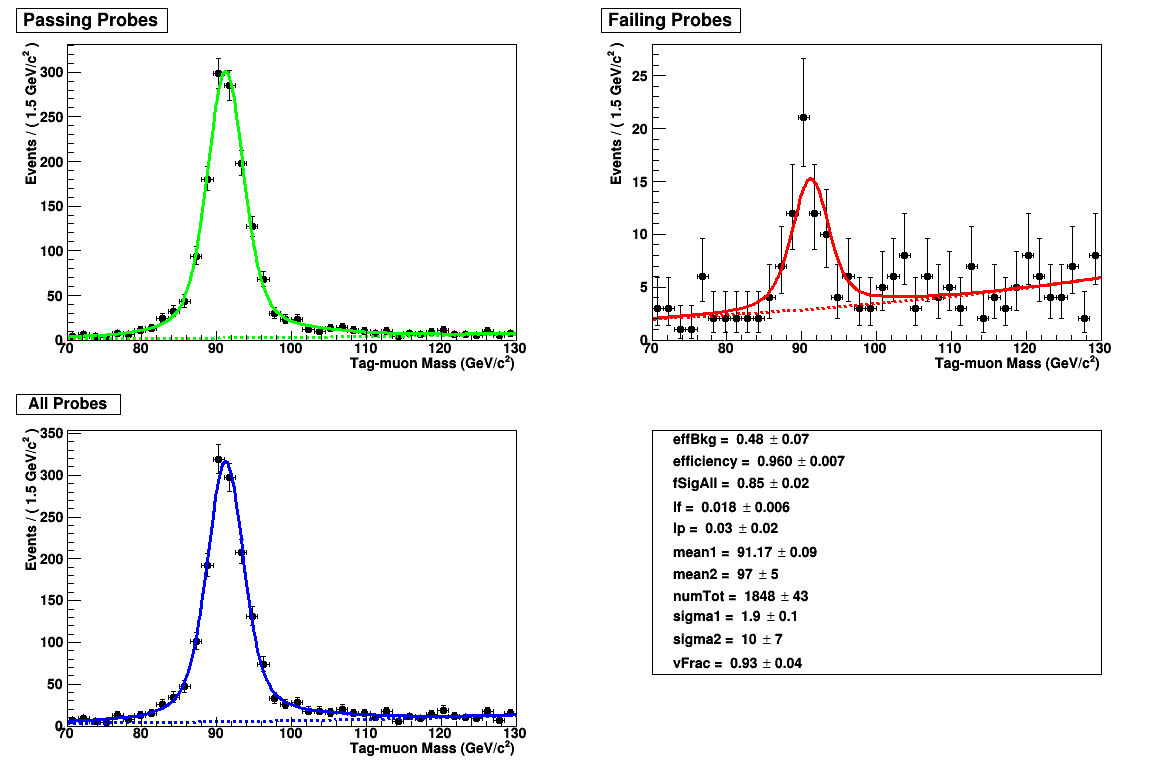 Passing Probes
Events / ( 1.5 GeV/c² )
300
250
200
150
100
50
0
70 80 90 100 110 120 130
Tag-muon Mass (GeV/c²)
Failing Probes
Events / ( 1.5 GeV/c² )
25
20
15
10
5
0
70 80 90 100 110 120 130
Tag-muon Mass (GeV/c²)
All Probes
Events / ( 1.5 GeV/c² )
350
300
250
200
150
100
50
0
70 80 90 100 110 120 130
Tag-muon Mass (GeV/c²)
effBkg = 0.48 ± 0.07
efficiency = 0.960 ± 0.007
fSigAll = 0.85 ± 0.02
lf = 0.018 ± 0.006
lp = 0.03 ± 0.02
mean1 = 91.17 ± 0.09
mean2 = 97 ± 5
numTot = 1848 ± 43
sigma1 = 1.9 ± 0.1
sigma2 = 10 ± 7
vFrac = 0.93 ± 0.04